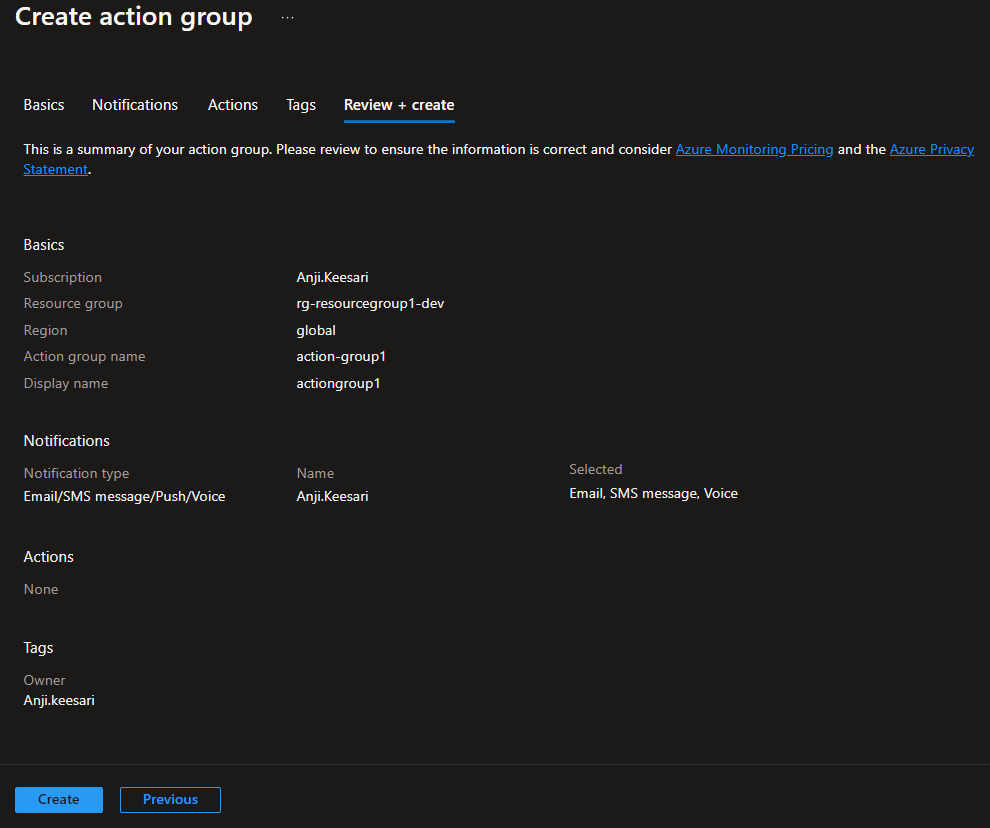 Create action group ...
Basics Notifications Actions Tags Review + create
This is a summary of your action group. Please review to ensure the information is correct and consider Azure Monitoring Pricing and the Azure Privacy
Statement.
Basics
Subscription Anji.Keesari
Resource group rg-resourcegroup1-dev
Region global
Action group name action-group1
Display name actiongroup1
Notifications
Notification type Name Selected
Email/SMS message/Push/Voice Anji.Keesari Email, SMS message, Voice
Actions
None
Tags
Owner
Anji.keesari
Create Previous